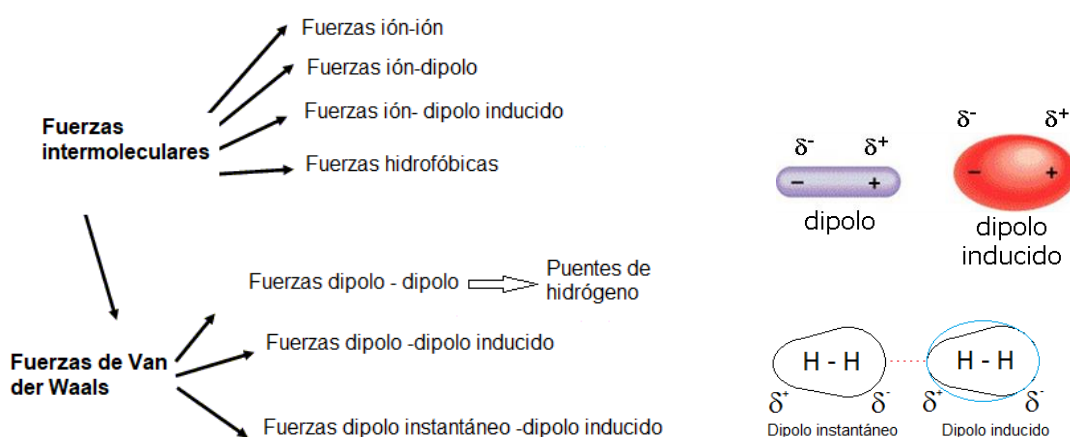 Fuerzas ión-ión
Fuerzas ión-dipolo
Fuerzas ión- dipolo inducido
Fuerzas hidrofóbicas
Fuerzas
intermoleculares
Fuerzas dipolo - dipolo
Puentes de
hidrógeno
Fuerzas dipolo -dipolo inducido
Fuerzas de Van
der Waals
Fuerzas dipolo instantáneo -dipolo inducido
δ- δ+
- +
dipolo
δ- δ+
- +
dipolo
inducido
H - H
δ+ δ-
Dipolo instantáneo
H - H
δ+ δ-
Dipolo inducido